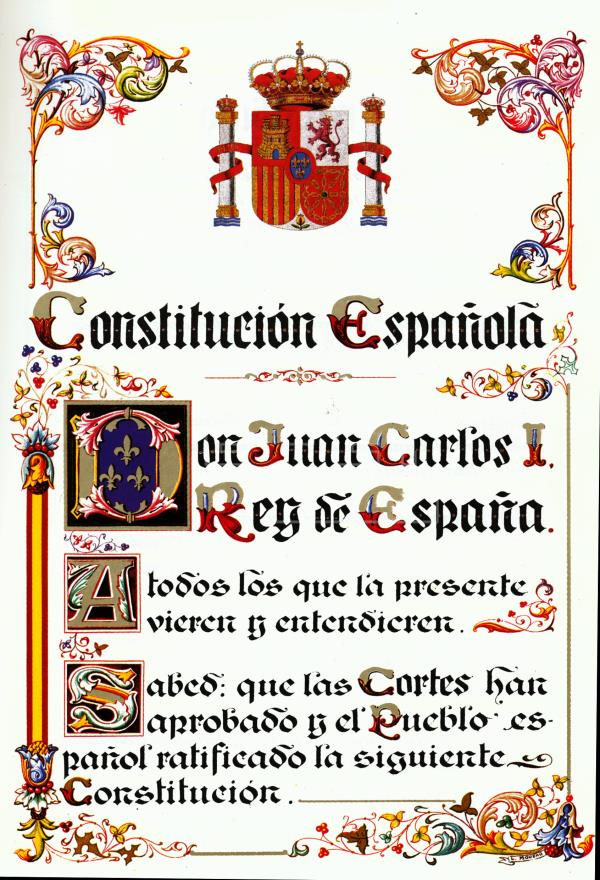 Constitución Española
Don Juan Carlos I.
Rey de España.
A todos los que la presente
vieren y entendieren.
Sabed: que las Cortes han
aprobado y el Pueblo es-
pañol ratificado la siguiente
Constitución.